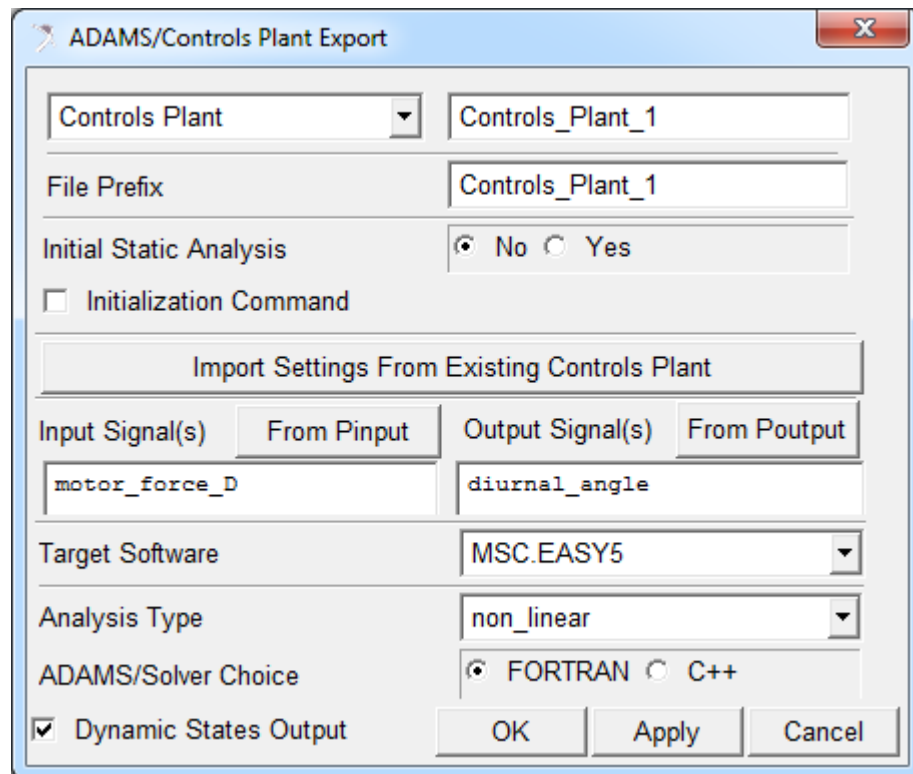 ADAMS/Controls Plant Export
Controls Plant Controls_Plant_1
File Prefix Controls_Plant_1
Initial Static Analysis No Yes
Initialization Command
Import Settings From Existing Controls Plant
Input Signal(s) From Pinput Output Signal(s) From Poutput
motor_force_D diurnal_angle
Target Software MSC.EASY5
Analysis Type non_linear
ADAMS/Solver Choice FORTRAN C++
Dynamic States Output OK Apply Cancel